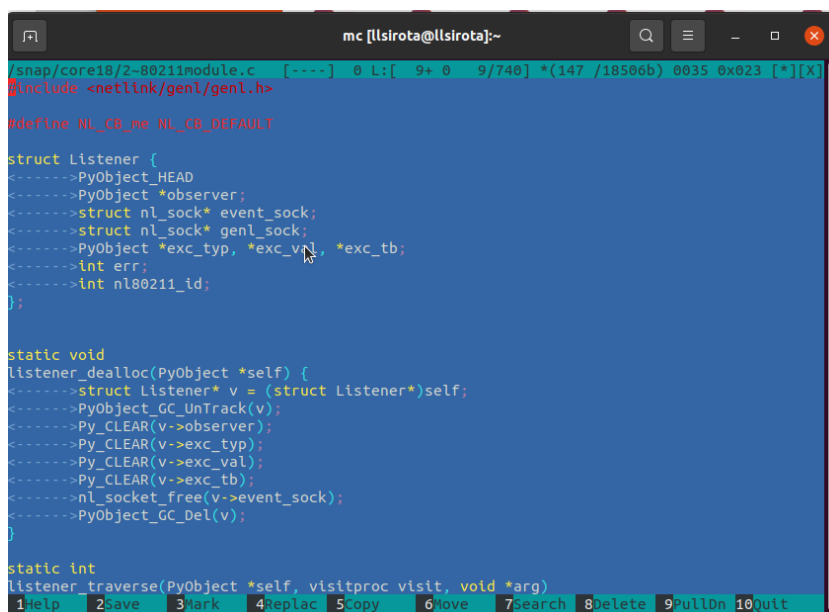 mc [llsirota@llsirota]:~
/snap/core18/2~80211module.c   [----]  0 L:[  9+ 0   9/740] *(147 /18506b) 0035 0x023 [*][X]
#include <netlink/genl/genl.h>
#define NL_CB_me NL_CB_DEFAULT
struct Listener {
<------>PyObject_HEAD
<------>PyObject *observer;
<------>struct nl_sock* event_sock;
<------>struct nl_sock* genl_sock;
<------>PyObject *exc_typ, *exc_val, *exc_tb;
<------>int err;
<------>int nl80211_id;
};
static void
listener_dealloc(PyObject *self) {
<------>struct Listener* v = (struct Listener*)self;
<------>PyObject_GC_UnTrack(v);
<------>Py_CLEAR(v->observer);
<------>Py_CLEAR(v->exc_typ);
<------>Py_CLEAR(v->exc_val);
<------>Py_CLEAR(v->exc_tb);
<------>nl_socket_free(v->event_sock);
<------>PyObject_GC_Del(v);
}
static int
listener_traverse(PyObject *self, visitproc visit, void *arg)
1Help 2Save 3Mark 4Replac 5Copy 6Move 7Search 8Delete 9PullDn 10Quit